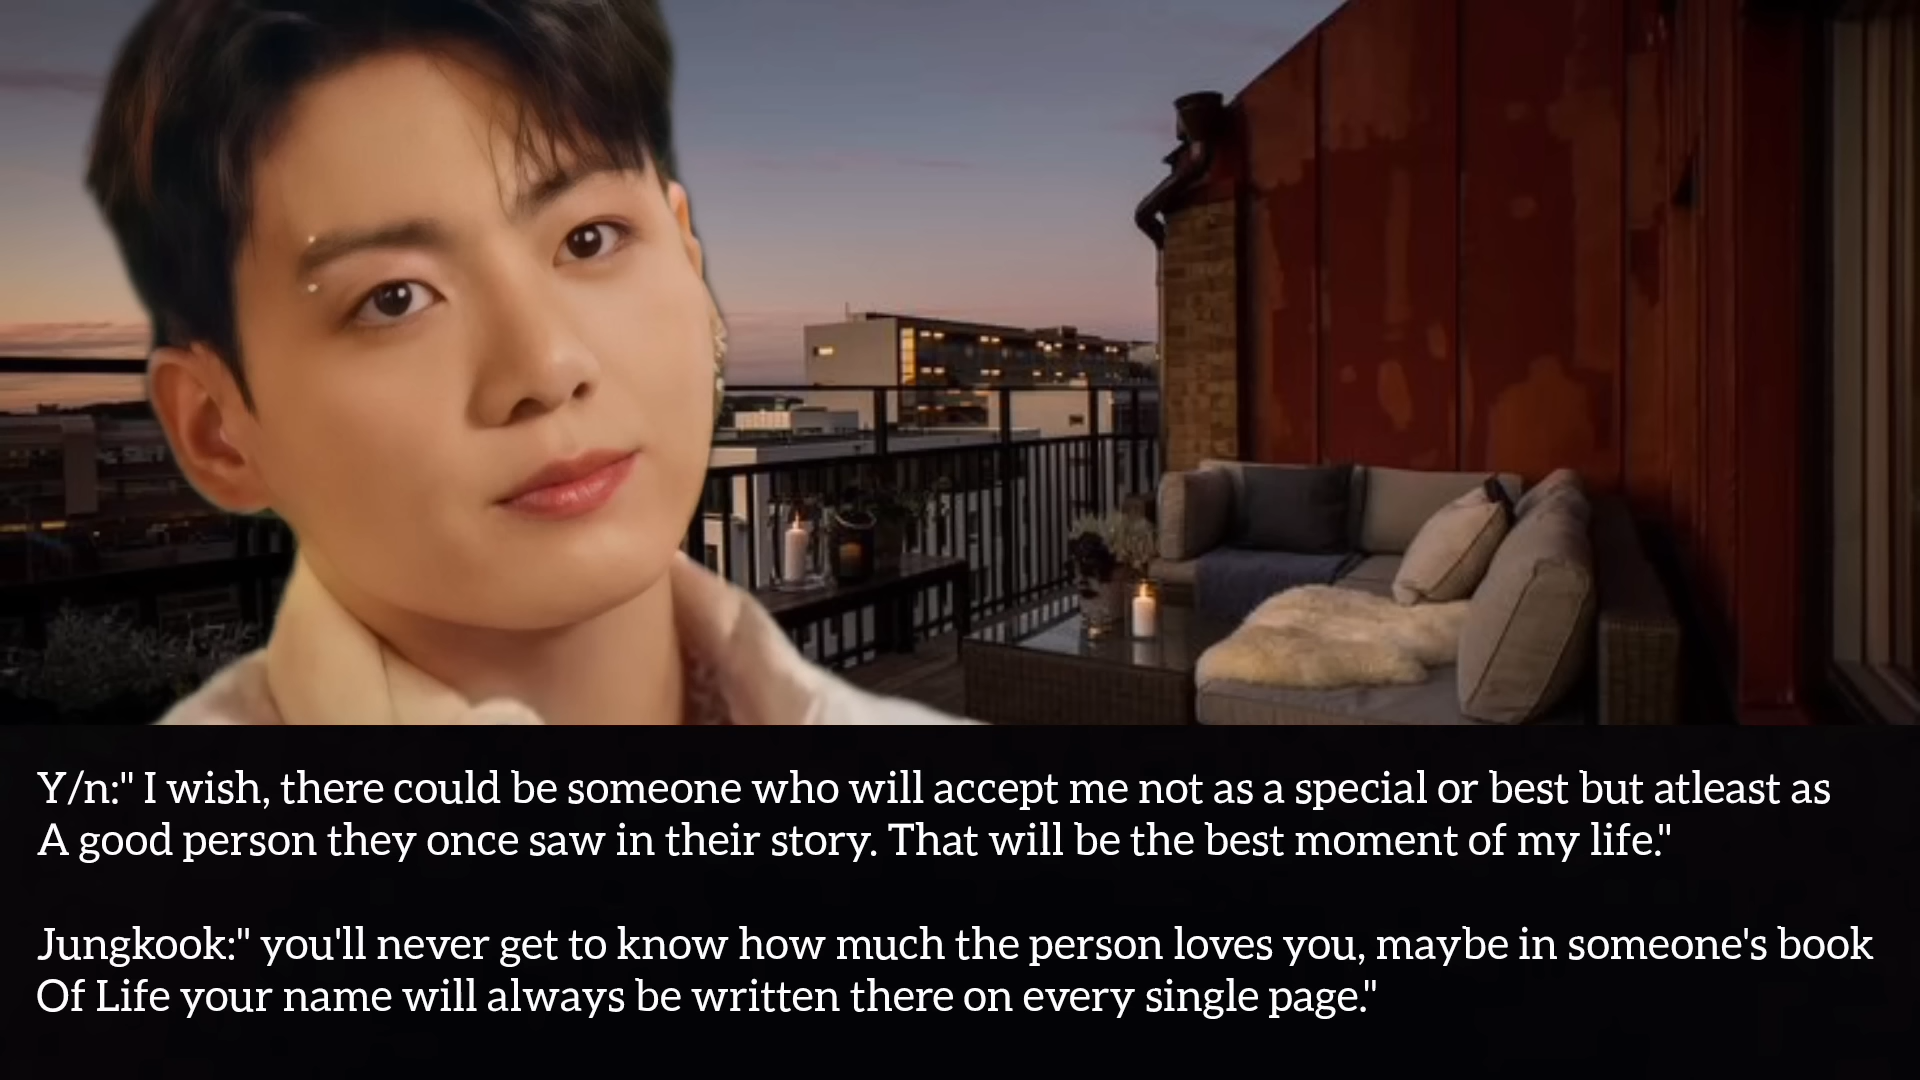 Y/n:" I wish, there could be someone who will accept me not as a special or best but atleast as
A good person they once saw in their story. That will be the best moment of my life."
Jungkook:" you'll never get to know how much the person loves you, maybe in someone's book
Of Life your name will always be written there on every single page."